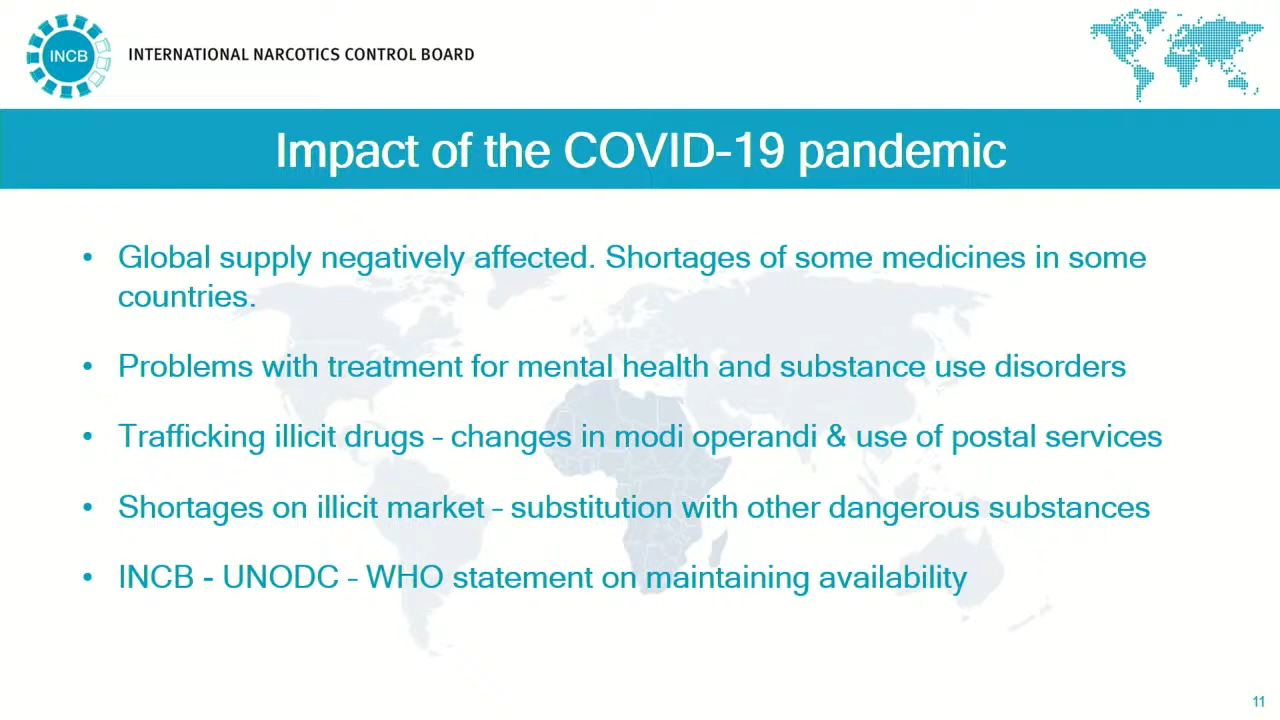 INCB
INTERNATIONAL NARCOTICS CONTROL BOARD
Impact of the COVID-19 pandemic
• Global supply negatively affected. Shortages of some medicines in some
countries.
• Problems with treatment for mental health and substance use disorders
• Trafficking illicit drugs – changes in modi operandi & use of postal services
• Shortages on illicit market – substitution with other dangerous substances
• INCB - UNODC – WHO statement on maintaining availability
11